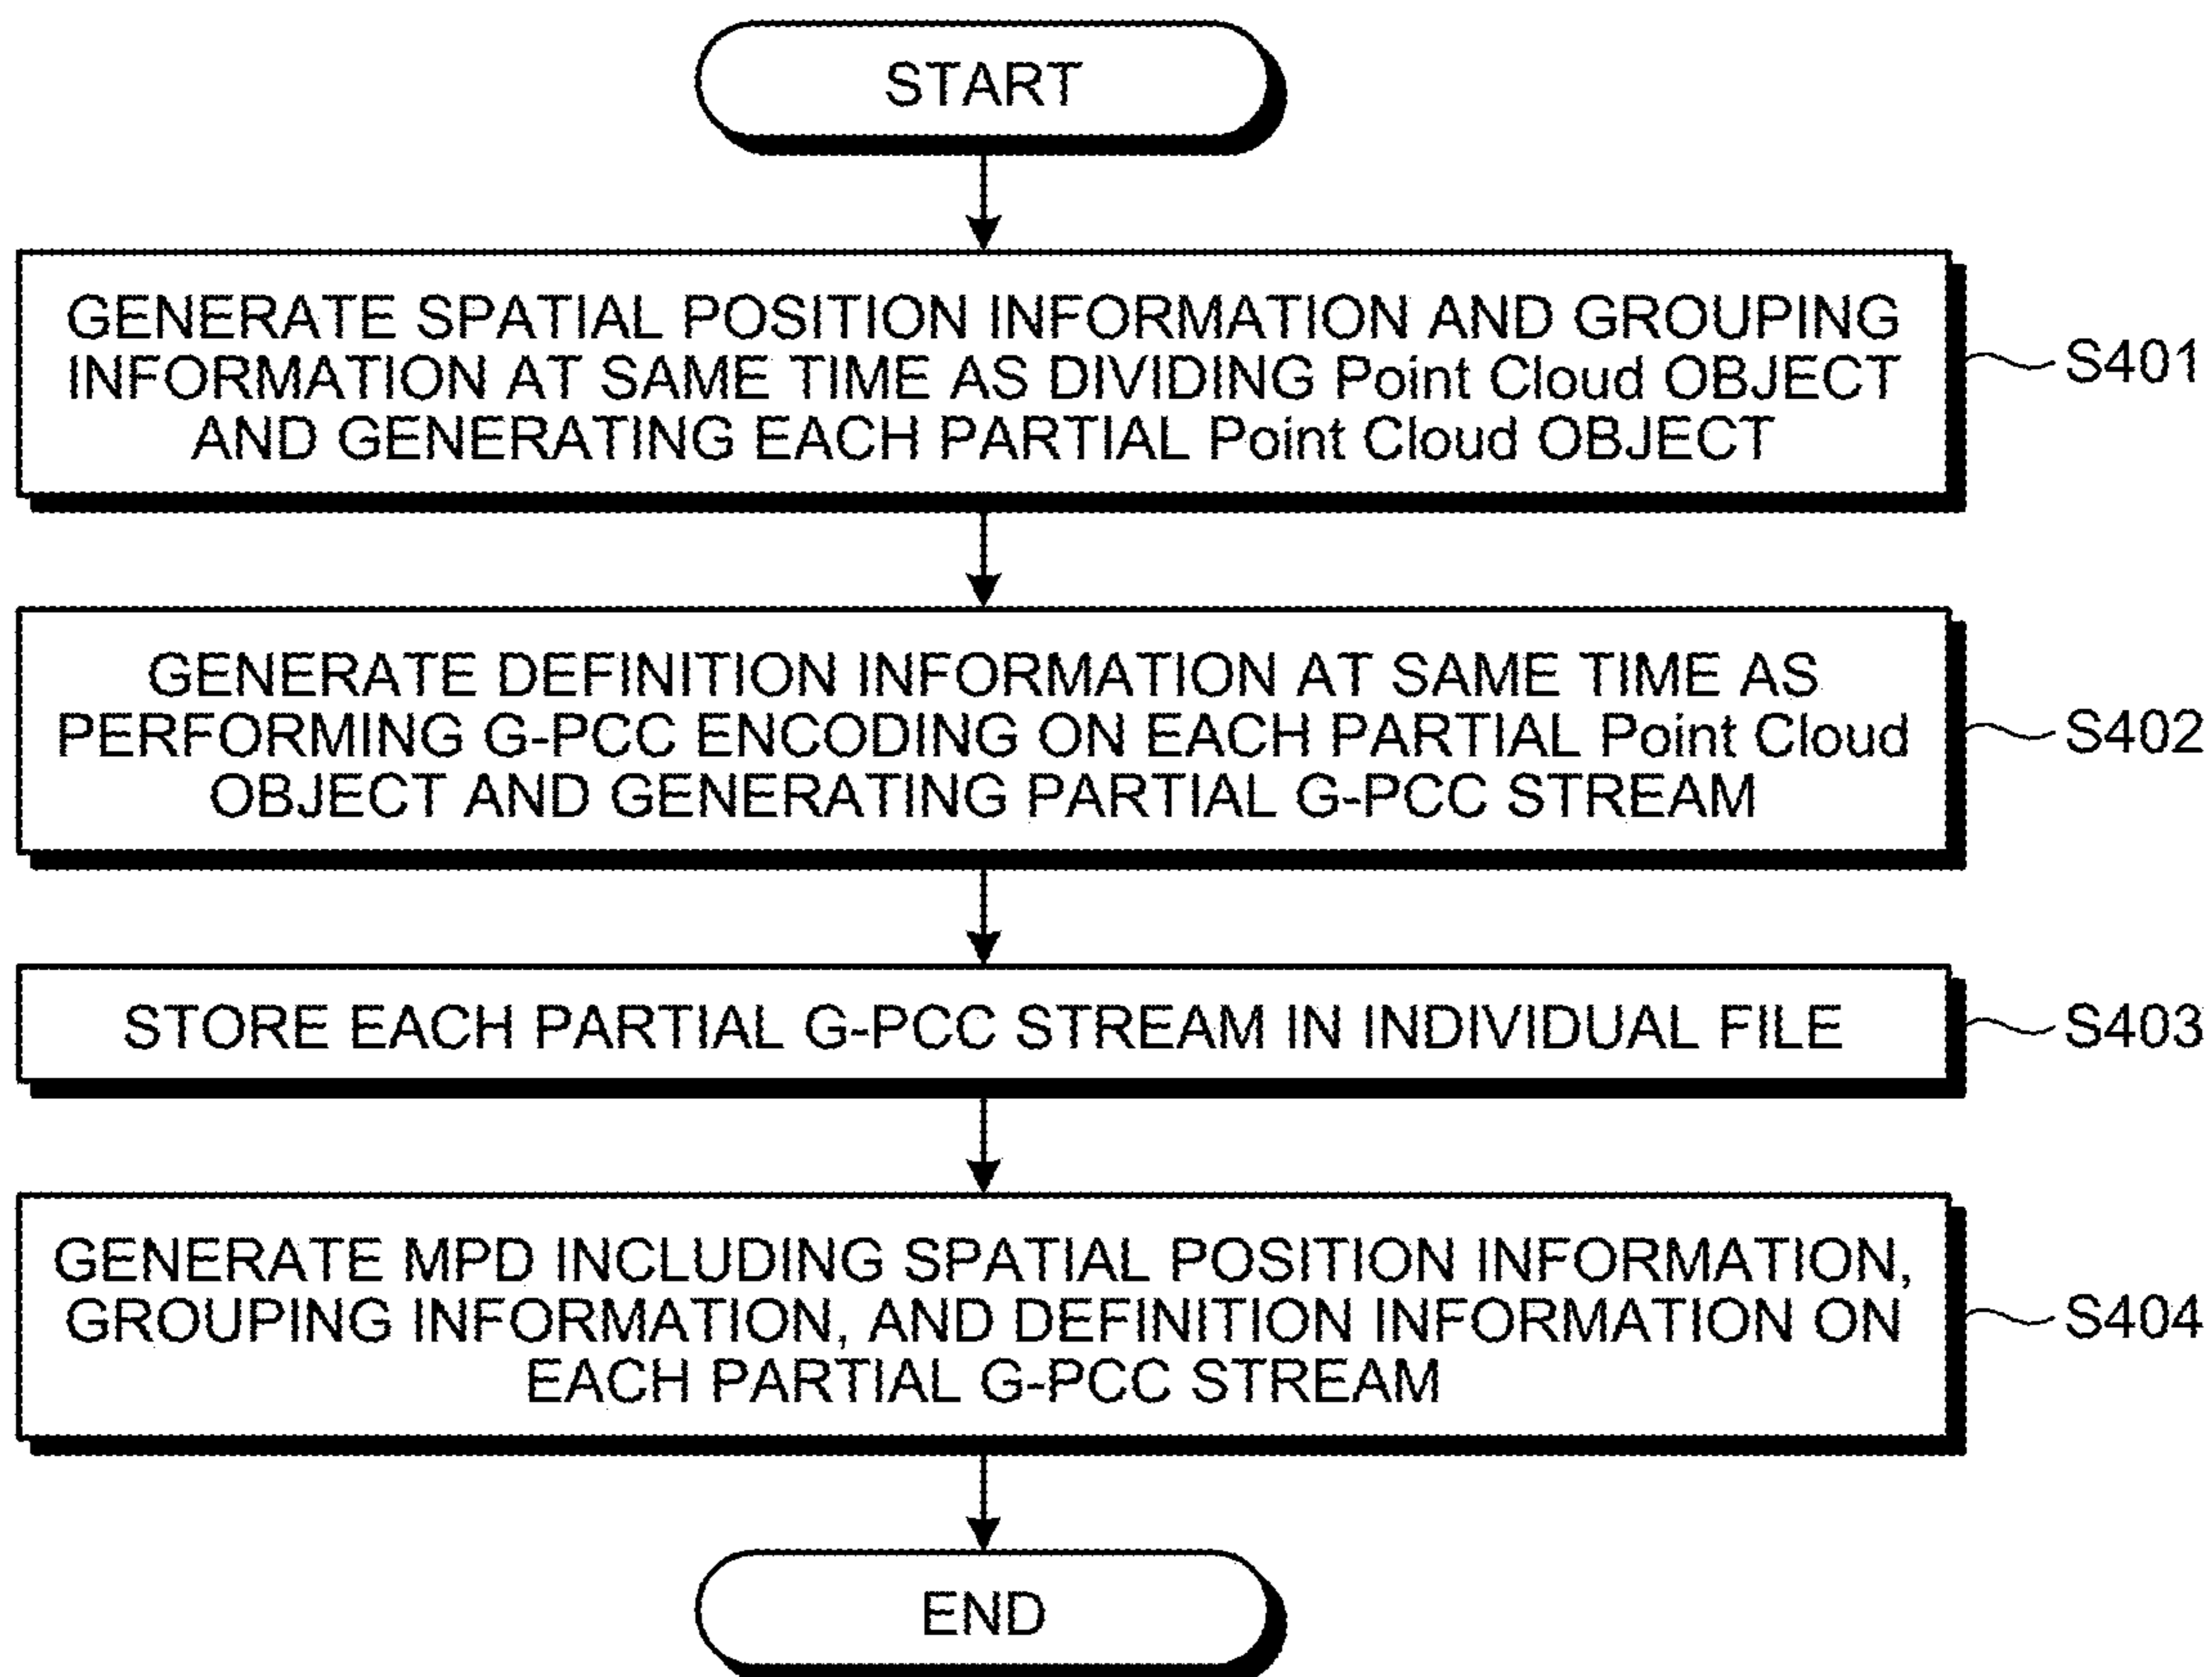 START
GENERATE SPATIAL POSITION INFORMATION AND GROUPING
INFORMATION AT SAME TIME AS DIVIDING Point Cloud OBJECT
AND GENERATING EACH PARTIAL Point Cloud OBJECT
S401
GENERATE DEFINITION INFORMATION AT SAME TIME AS
PERFORMING G-PCC ENCODING ON EACH PARTIAL Point Cloud
OBJECT AND GENERATING PARTIAL G-PCC STREAM
S402
STORE EACH PARTIAL G-PCC STREAM IN INDIVIDUAL FILE
S403
GENERATE MPD INCLUDING SPATIAL POSITION INFORMATION,
GROUPING INFORMATION, AND DEFINITION INFORMATION ON
EACH PARTIAL G-PCC STREAM
S404
END